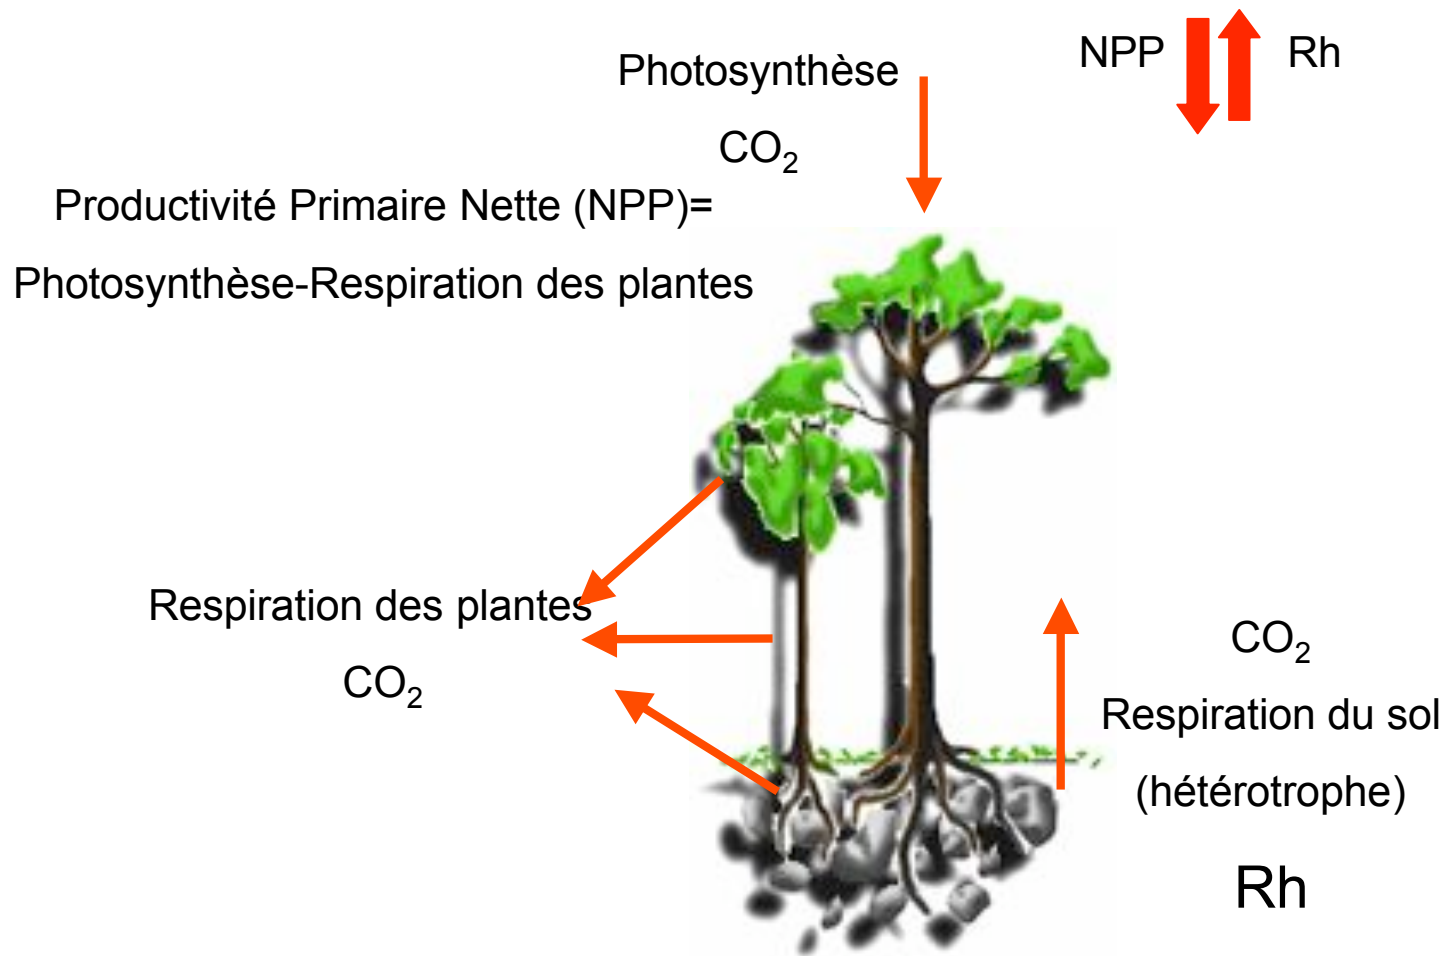 NPP Rh
Photosynthèse
CO₂
Productivité Primaire Nette (NPP)=
Photosynthèse-Respiration des plantes
Respiration des plantes
CO₂
CO₂
Respiration du sol
(hétérotrophe)
Rh